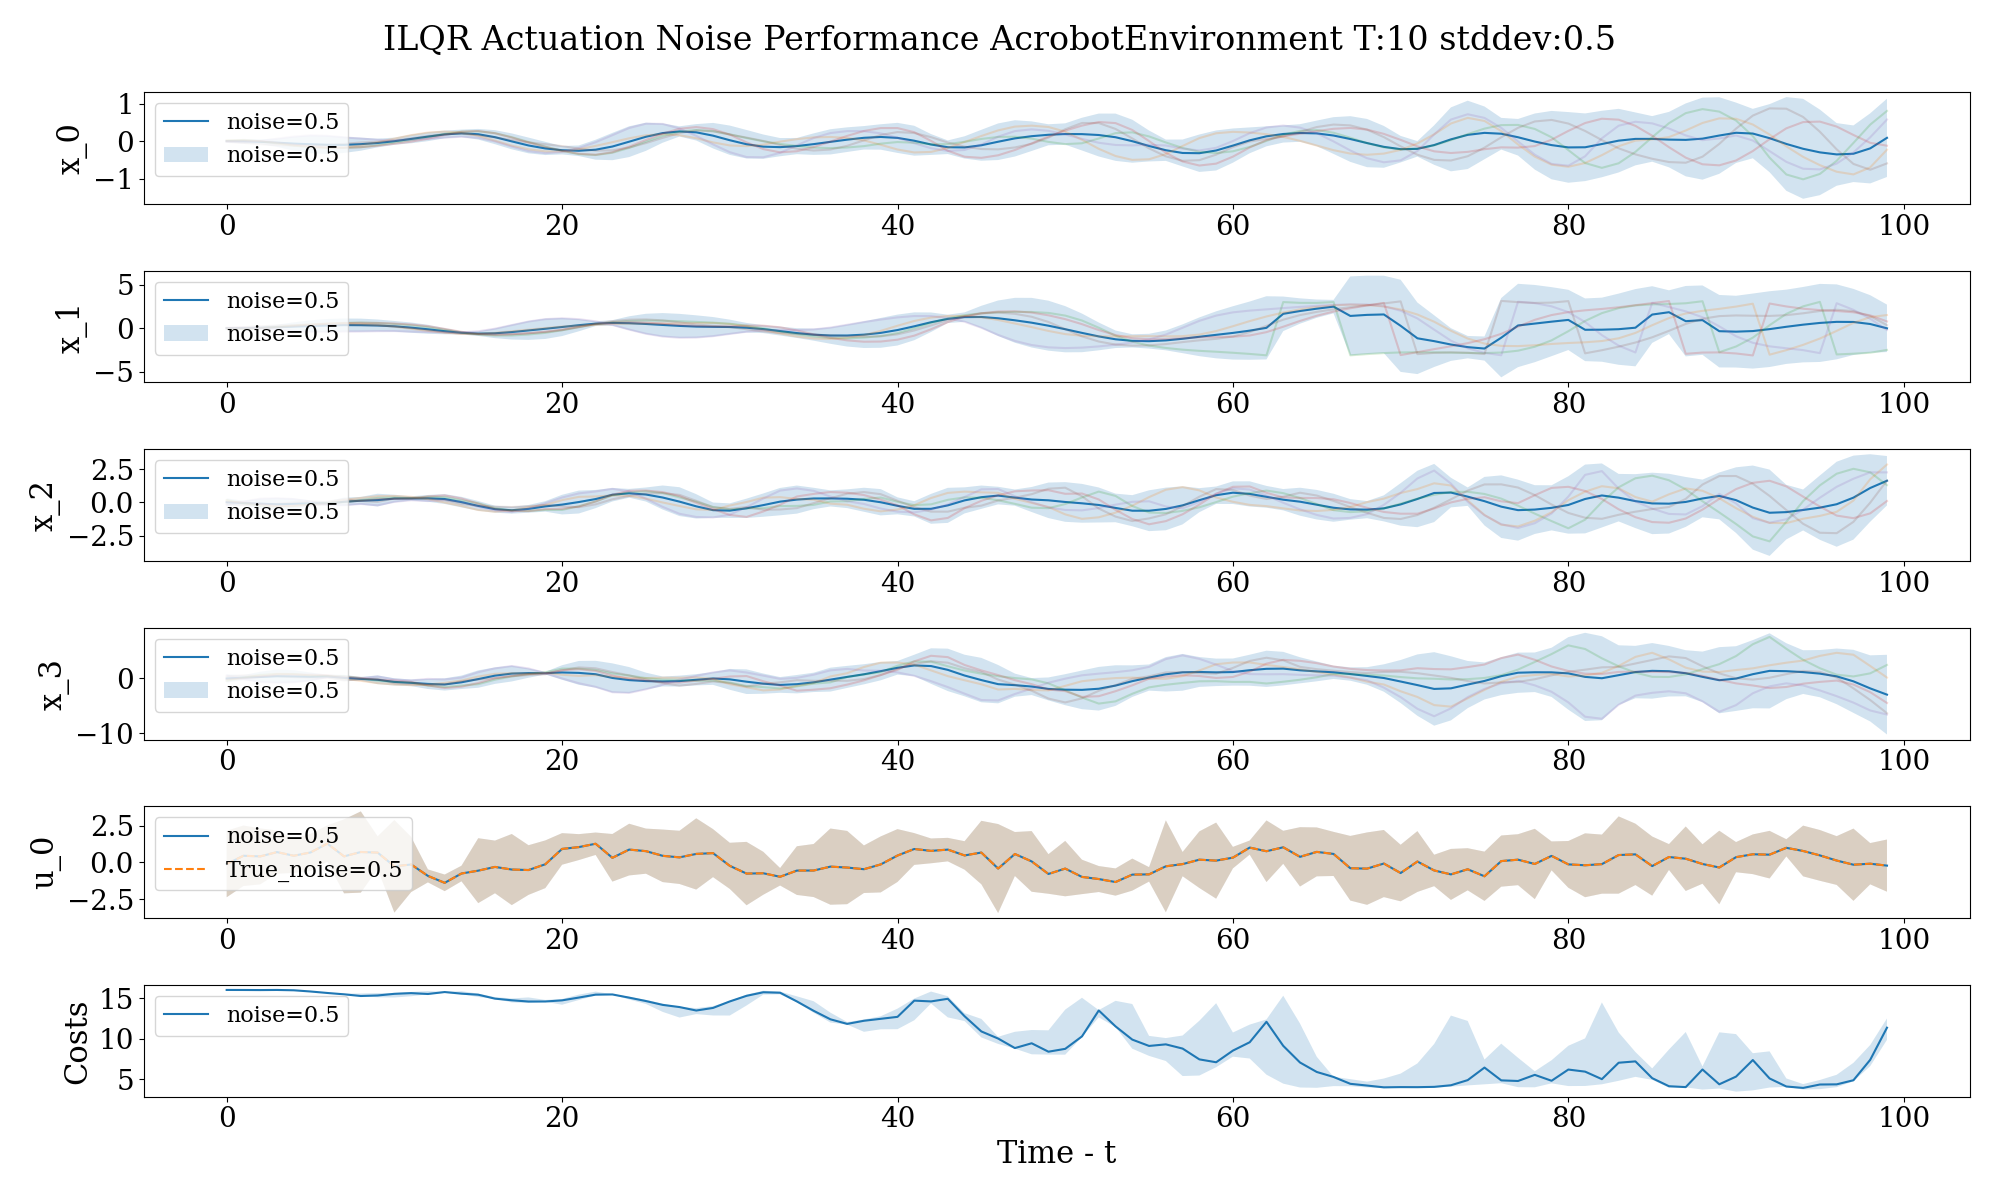 ILQR Actuation Noise Performance AcrobotEnvironment T:10 stddev:0.5
x_0
1
0
−1
noise=0.5
noise=0.5
0 20 40 60 80 100
x_1
5
0
−5
noise=0.5
noise=0.5
0 20 40 60 80 100
x_2
2.5
0.0
−2.5
noise=0.5
noise=0.5
0 20 40 60 80 100
x_3
0
−10
noise=0.5
noise=0.5
0 20 40 60 80 100
u_0
2.5
0.0
−2.5
noise=0.5
True_noise=0.5
0 20 40 60 80 100
Costs
15
10
5
noise=0.5
0 20 40 60 80 100
Time - t